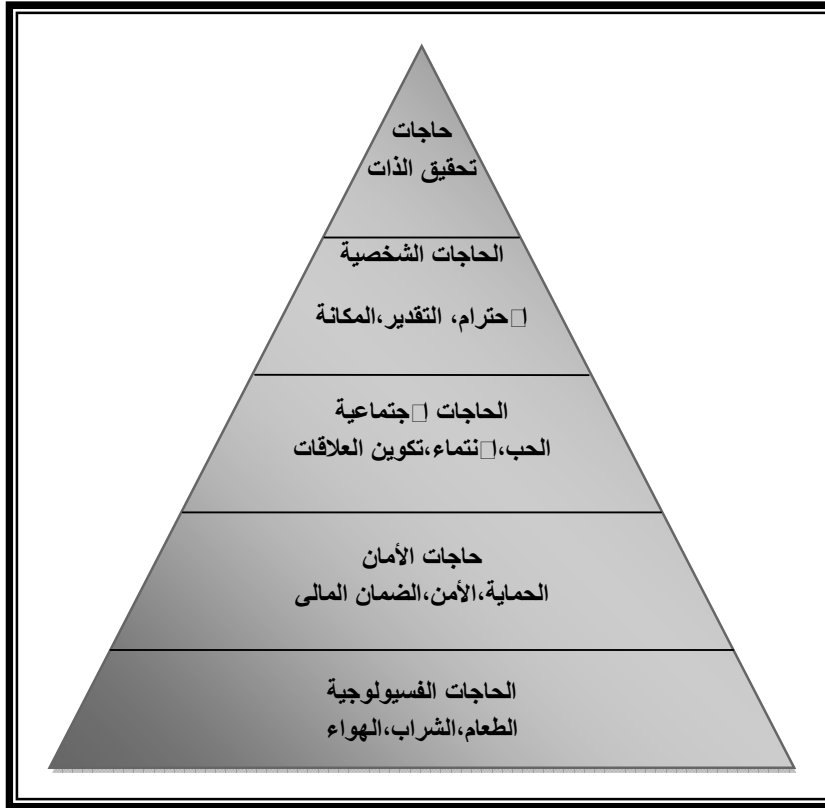 حاجات
تحقيق الذات
الحاجات الشخصية
ا□حترام، التقدير،المكانة
الحاجات ا□جتماعية
الحب،ا□نتماء،تكوين العلاقات
حاجات الأمان
الحماية،الأمن،الضمان المالى
الحاجات الفسيولوجية
الطعام،الشراب،الهواء